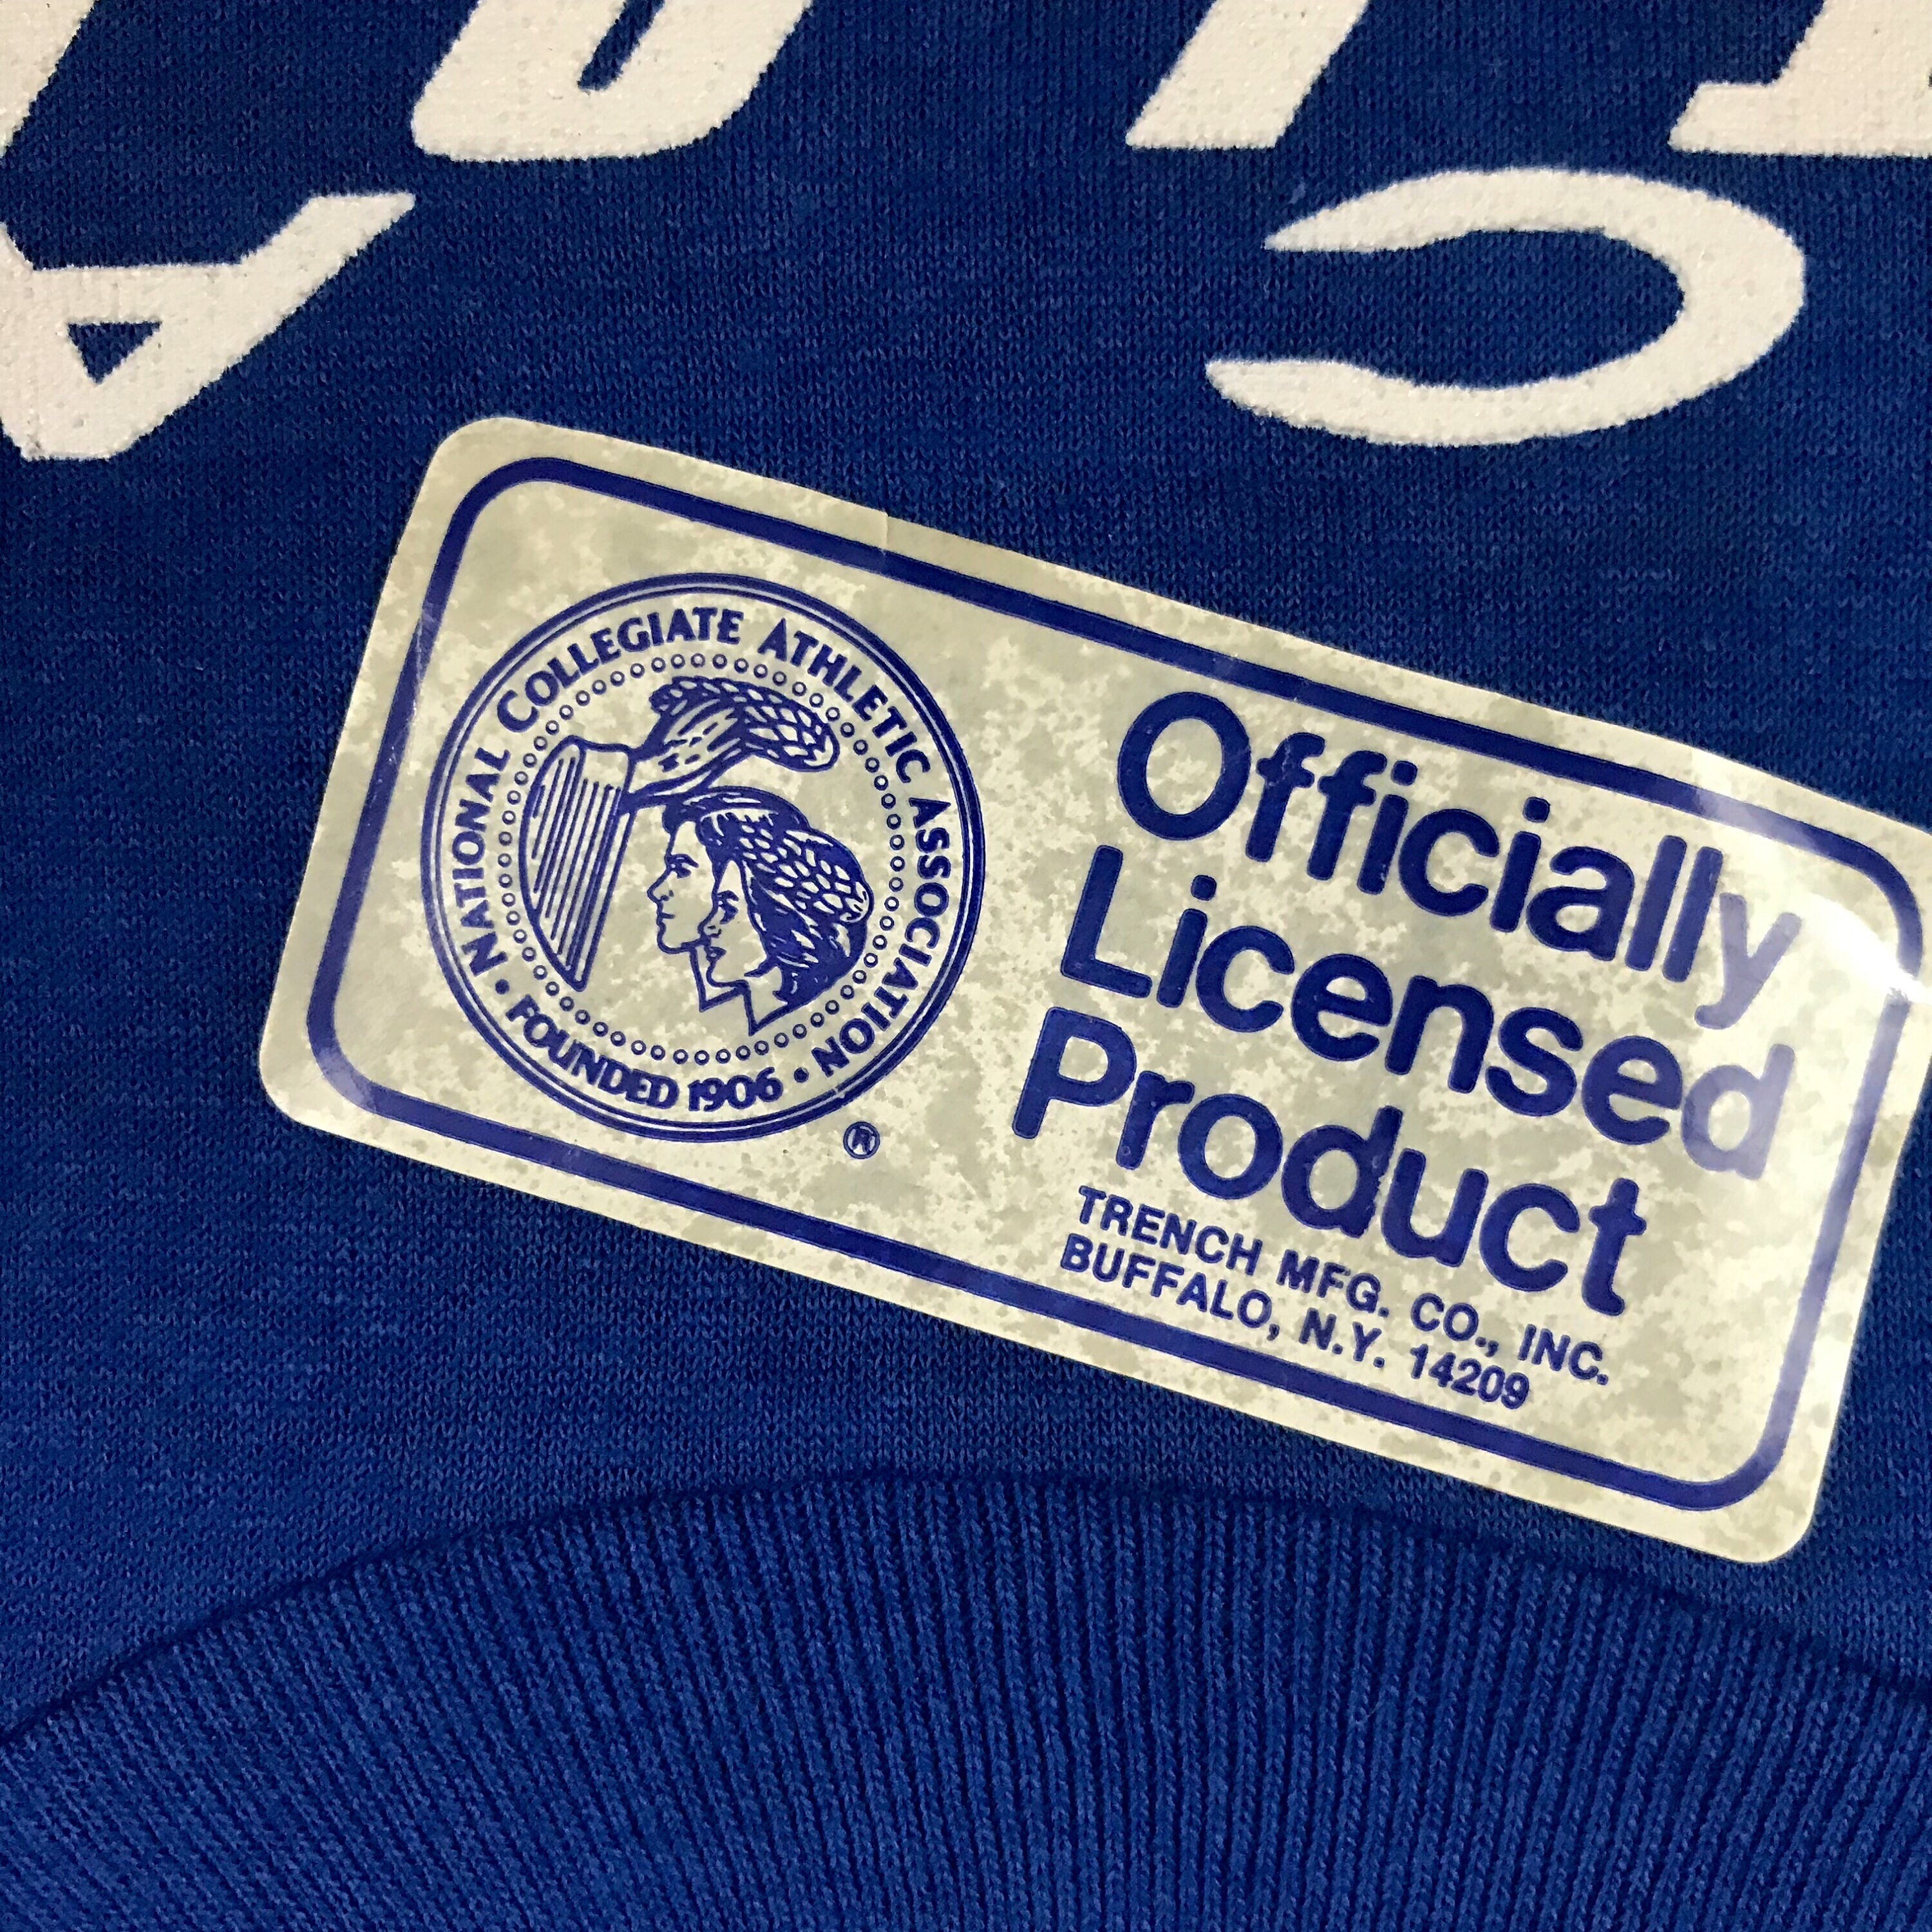 NATIONAL COLLEGIATE ATHLETIC ASSOCIATION
• FOUNDED 1906 •
®
Officially
Licensed
Product
TRENCH MFG. CO., INC.
BUFFALO, N.Y. 14209